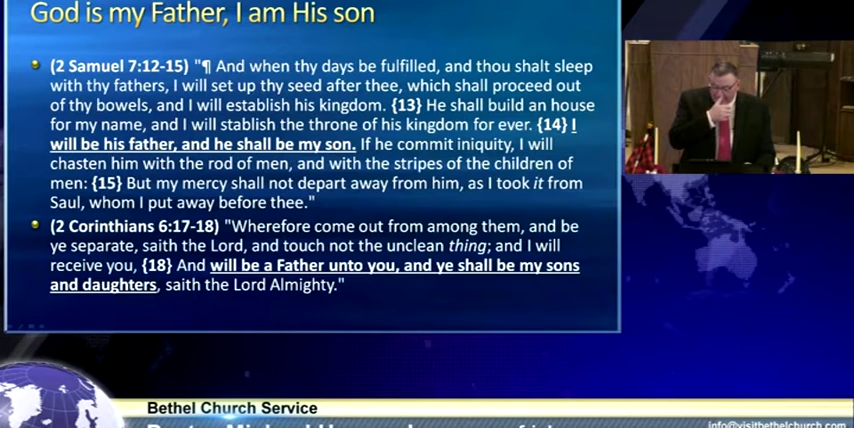 God is my Father, I am His son
(2 Samuel 7:12-15) "¶ And when thy days be fulfilled, and thou shalt sleep
with thy fathers, I will set up thy seed after thee, which shall proceed out
of thy bowels, and I will establish his kingdom. {13} He shall build an house
for my name, and I will stablish the throne of his kingdom for ever. {14} I
will be his father, and he shall be my son. If he commit iniquity, I will
chasten him with the rod of men, and with the stripes of the children of
men: {15} But my mercy shall not depart away from him, as I took it from
Saul, whom I put away before thee."
(2 Corinthians 6:17-18) "Wherefore come out from among them, and be
ye separate, saith the Lord, and touch not the unclean thing; and I will
receive you, {18} And will be a Father unto you, and ye shall be my sons
and daughters, saith the Lord Almighty."
Bethel Church Service
info@visitbethelchurch.com